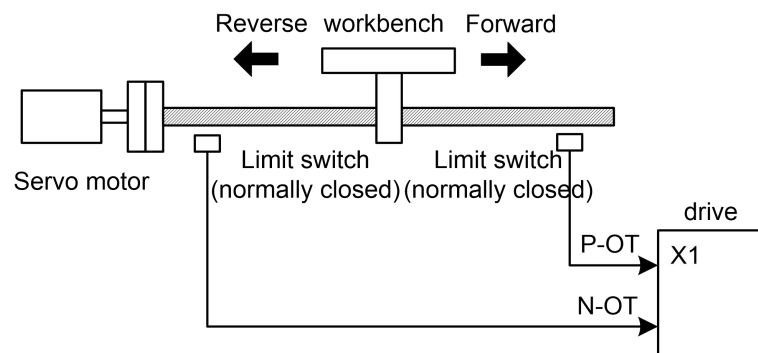 Reverse workbench Forward
Servo motor
Limit switch
(normally closed)
Limit switch
(normally closed)
drive
P-OT
X1
N-OT